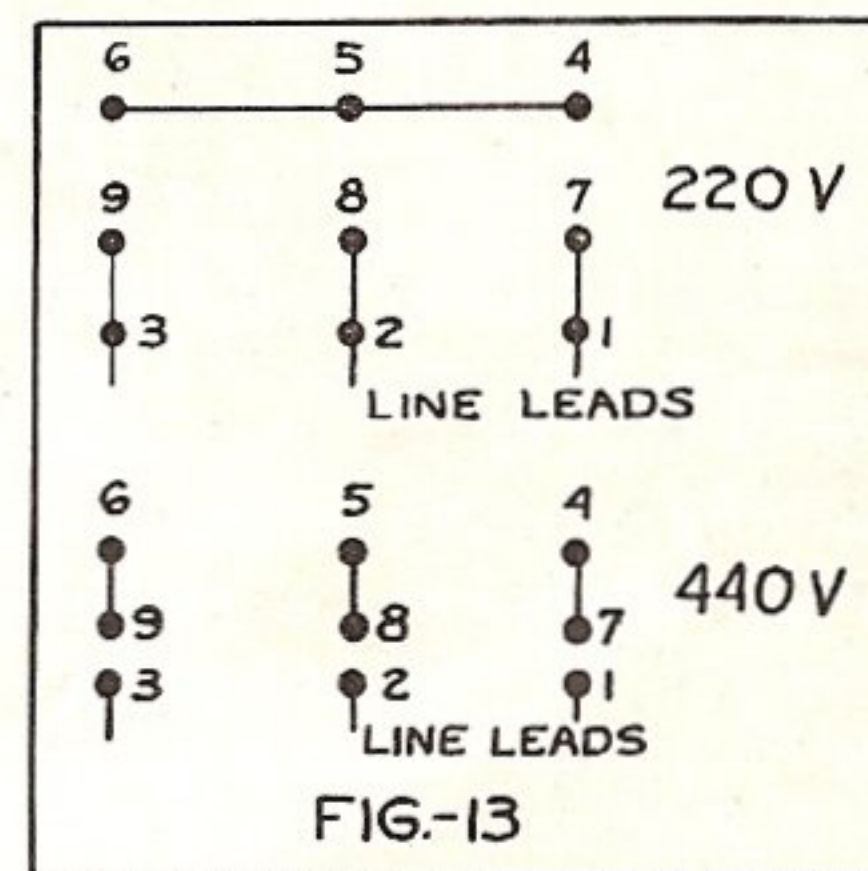 6 5 4
9 8 7 220 V
3 2 1
LINE LEADS
6 5 4
440 V
9 8 7
3 2 1
LINE LEADS
FIG.-13